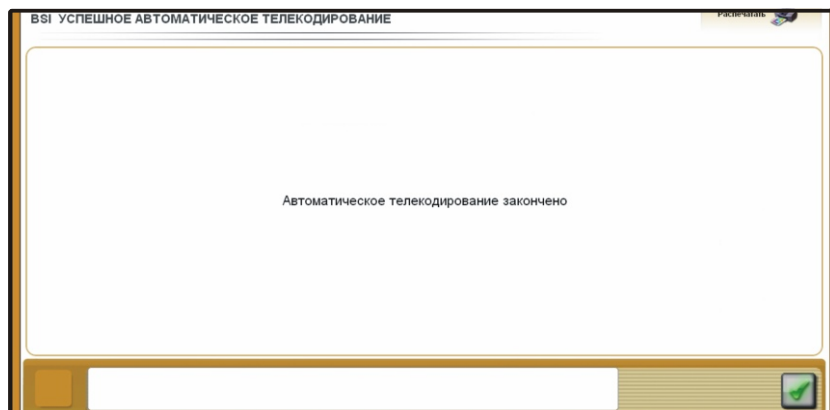 BSI УСПЕШНОЕ АВТОМАТИЧЕСКОЕ ТЕЛЕКОДИРОВАНИЕ
Распечатать
Автоматическое телекодирование закончено